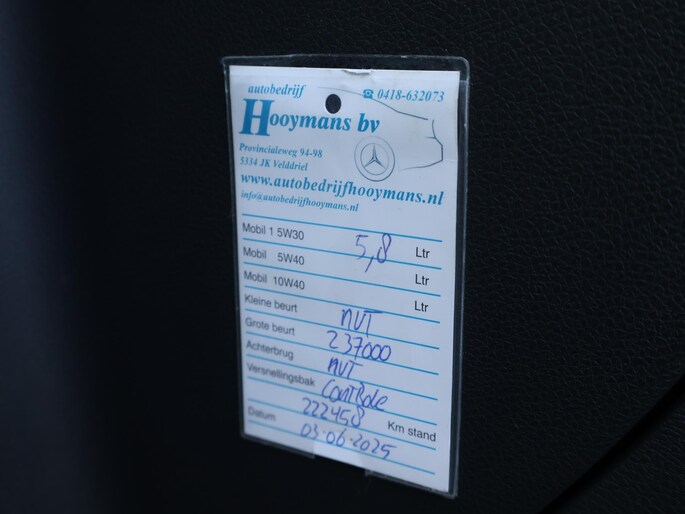 autobedrijf ☎ 0418-632073
Hooymans bv
Provincialeweg 94-98
5334 JK Velddriel
www.autobedrijfhooymans.nl
info@autobedrijfhooymans.nl
Mobil 1 5W30 5,8 Ltr
Mobil 5W40 Ltr
Mobil 10W40 Ltr
Kleine beurt NVT
Grote beurt 237000
Achterbrug NVT
Versnellingsbak Controle
222458 Km stand
Datum 03-06-2025